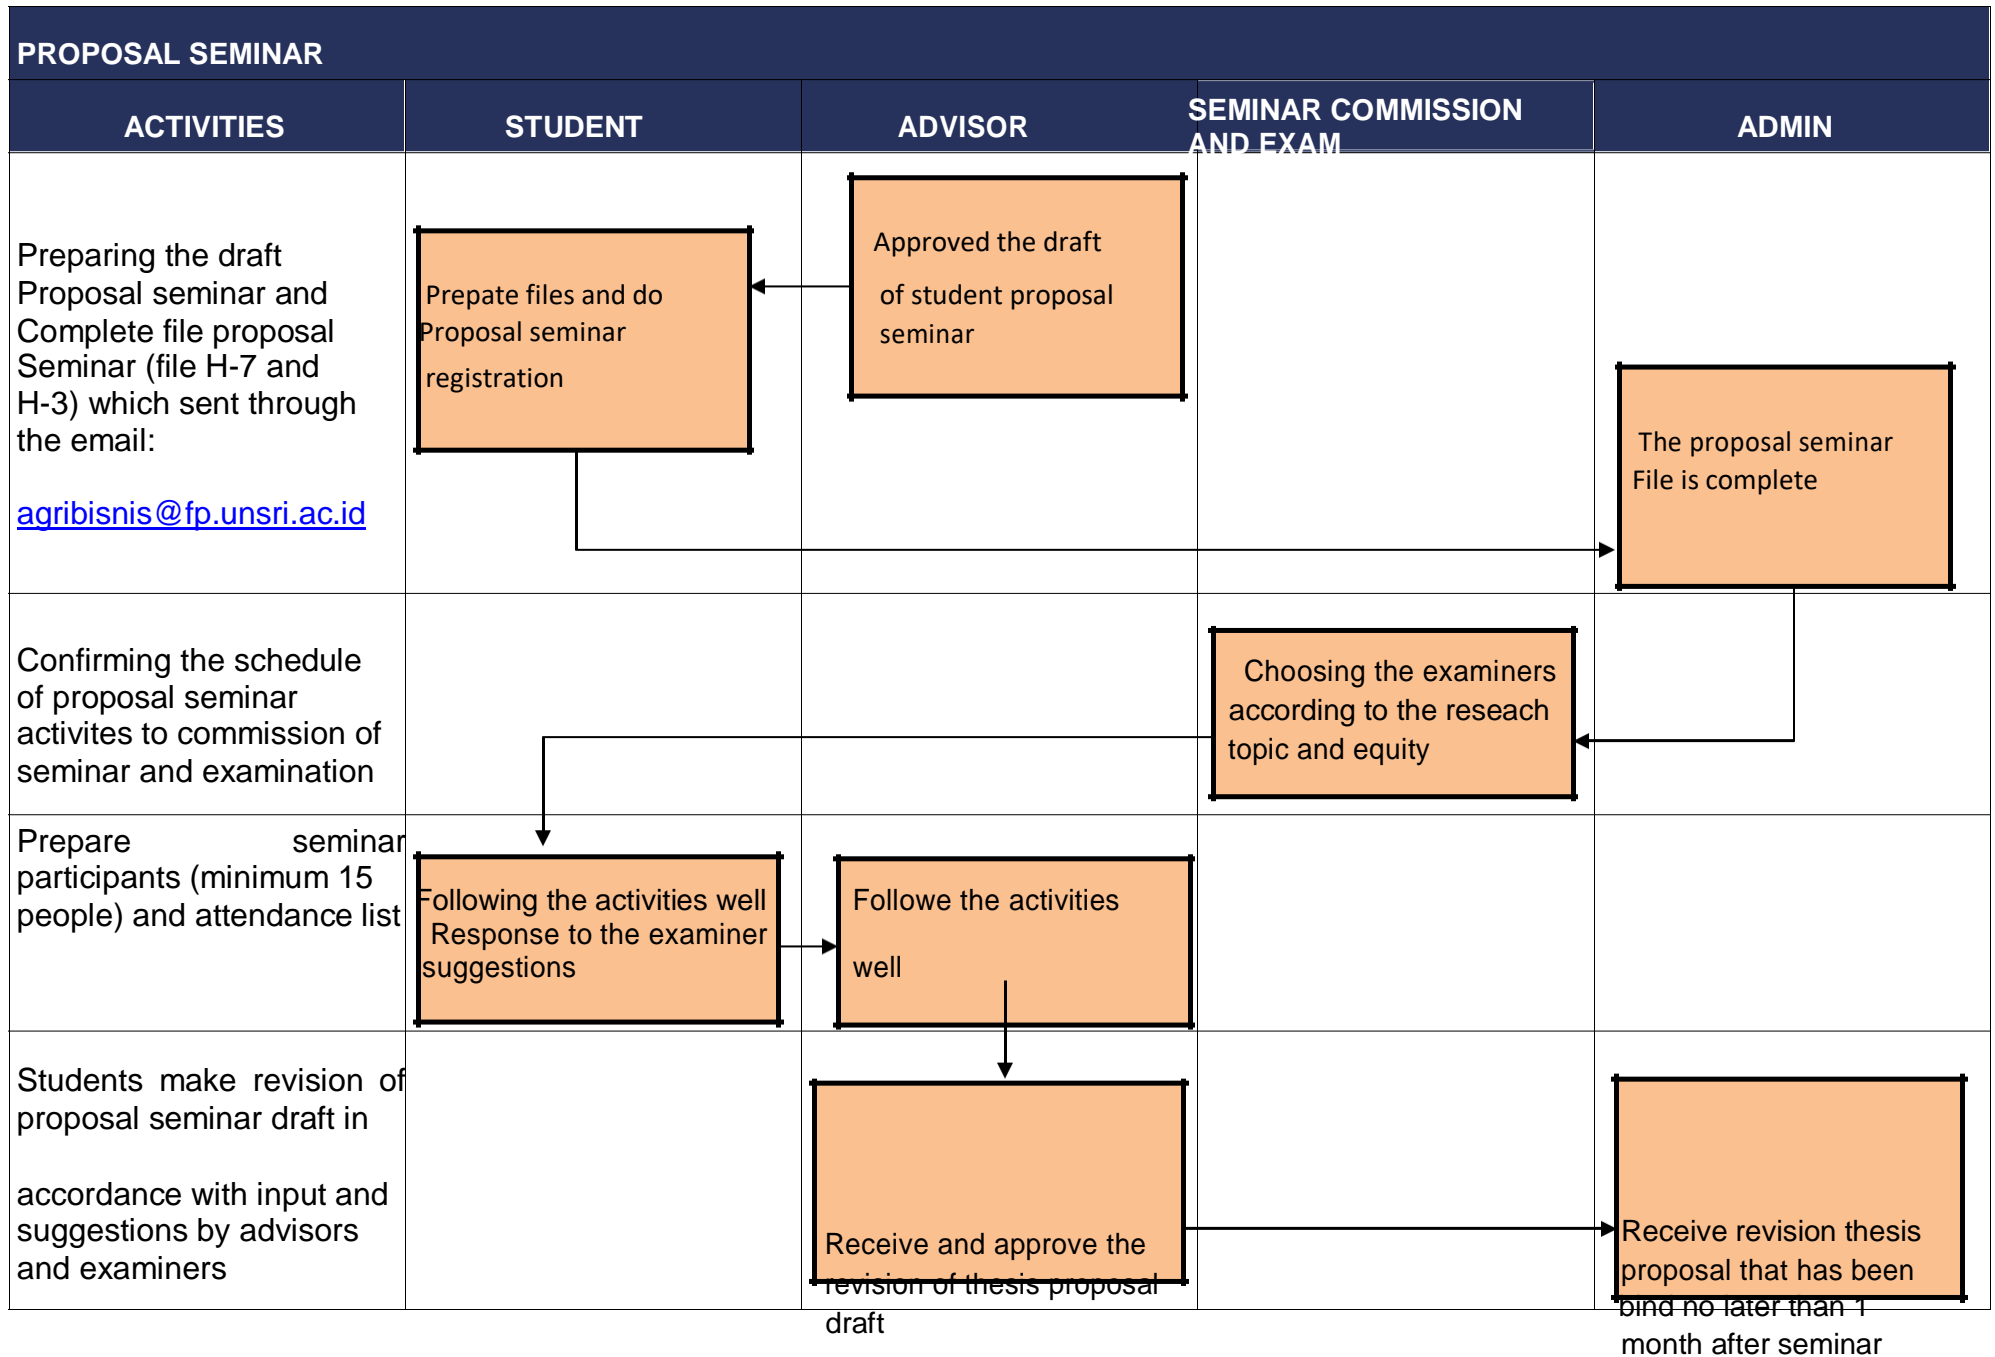 PROPOSAL SEMINAR
ACTIVITIES
STUDENT
ADVISOR
SEMINAR COMMISSION
AND EXAM
ADMIN
Preparing the draft
Proposal seminar and
Complete file proposal
Seminar (file H-7 and
H-3) which sent through
the email:
agribisnis@fp.unsri.ac.id
Prepate files and do
Proposal seminar
registration
Approved the draft
of student proposal
seminar
The proposal seminar
File is complete
Confirming the schedule
of proposal seminar
activites to commission of
seminar and examination
Choosing the examiners
according to the reseach
topic and equity
Prepare seminar
participants (minimum 15
people) and attendance list
Following the activities well
Response to the examiner
suggestions
Followe the activities
well
Students make revision of
proposal seminar draft in
accordance with input and
suggestions by advisors
and examiners
Receive and approve the
revision of thesis proposal
draft
Receive revision thesis
proposal that has been
bind no later than 1
month after seminar